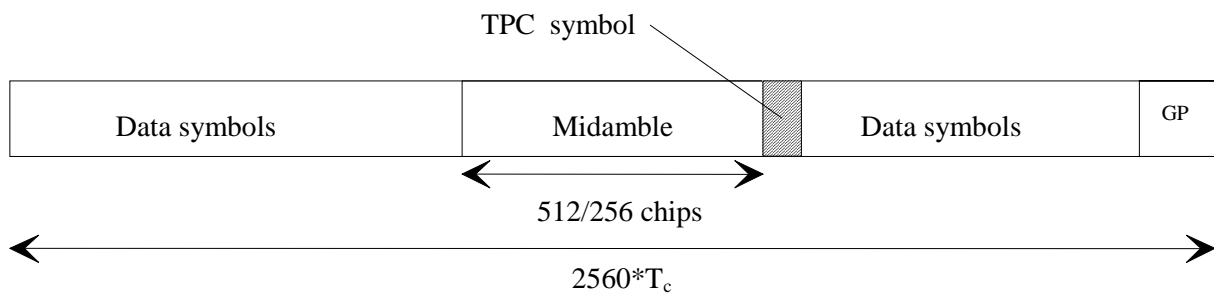 TPC symbol
Data symbols
Midamble
Data symbols
GP
512/256 chips
2560*Tc